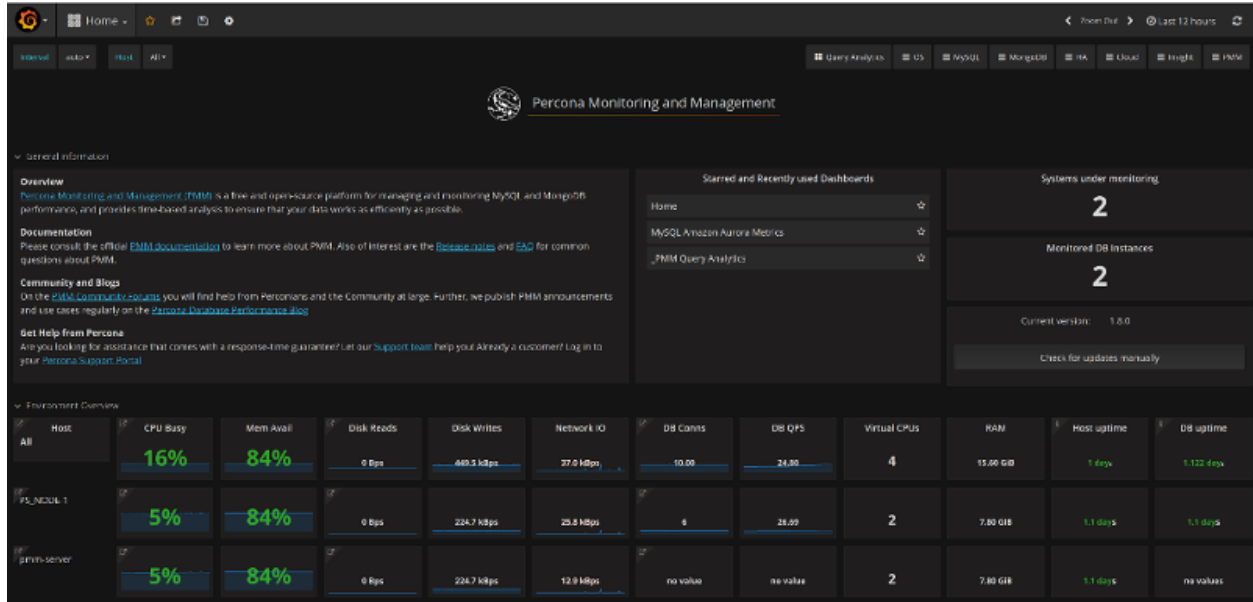 Home
Zoom Out
Last 12 hours
Interval
auto
Host
All
Query Analytics
OS
MySQL
MongoDB
HA
Cloud
Insight
PMM
Percona Monitoring and Management
General information
Overview
Percona Monitoring and Management (PMM) is a free and open-source platform for managing and monitoring MySQL and MongoDB
performance, and provides time-based analysis to ensure that your data works as efficiently as possible.
Documentation
Please consult the official PMM documentation to learn more about PMM. Also of interest are the Release notes and FAQ for common
questions about PMM.
Community and Blogs
On the PMM Community Forums you will find help from Perconians and the Community at large. Further, we publish PMM announcements
and use cases regularly on the Percona Database Performance Blog
Get Help from Percona
Are you looking for assistance that comes with a response-time guarantee? Let our Support team help you! Already a customer? Log in to
your Percona Support Portal
Starred and Recently used Dashboards
Home
MySQL Amazon Aurora Metrics
_PMM Query Analytics
Systems under monitoring
2
Monitored DB Instances
2
Current version: 1.8.0
Check for updates manually
Environment Overview
Host CPU Busy Mem Avail Disk Reads Disk Writes Network IO DB Conns DB QPS Virtual CPUs RAM Host uptime DB uptime
All 16% 84% 0 Bps 449.5 kBps 37.0 kBps 10.00 24.80 4 15.60 GiB 1 days 1.122 days
PS_NODE-1 5% 84% 0 Bps 224.7 kBps 25.8 kBps 6 26.69 2 7.80 GiB 1.1 days 1.1 days
pmm-server 5% 84% 0 Bps 224.7 kBps 12.9 kBps no value no value 2 7.80 GiB 1.1 days no values